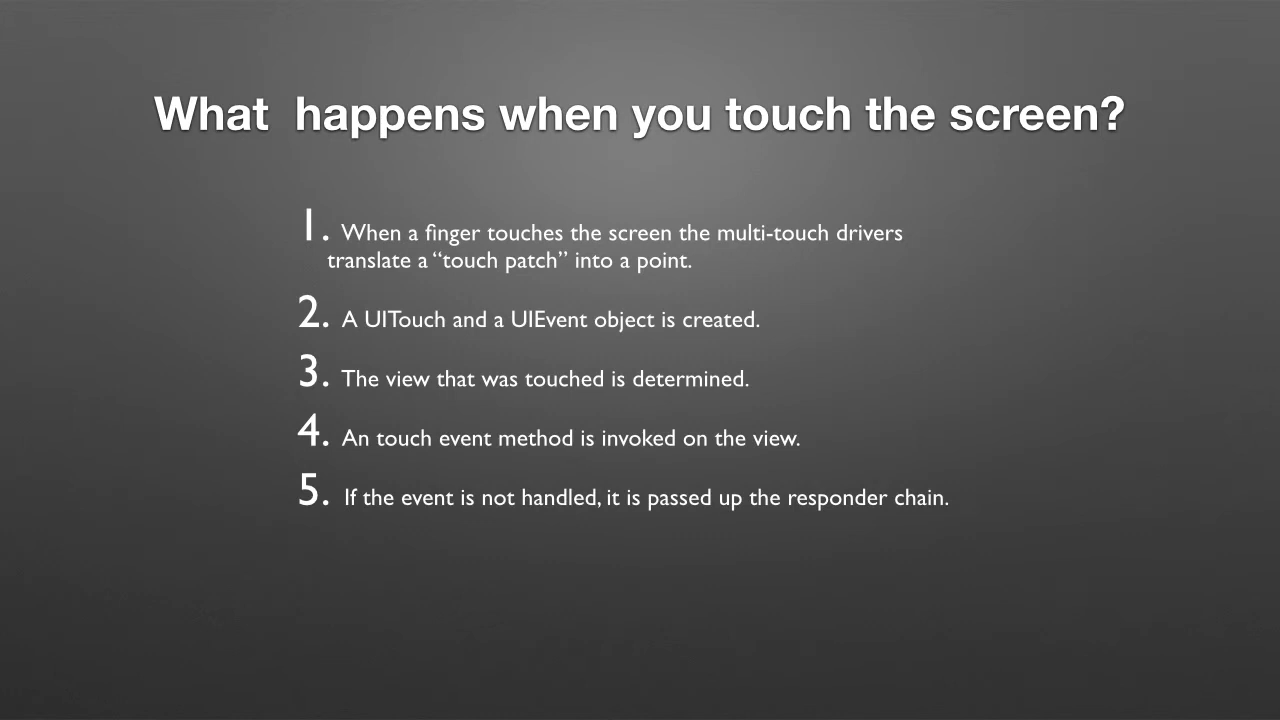 What  happens when you touch the screen?
1. When a finger touches the screen the multi-touch drivers
translate a “touch patch” into a point.
2. A UITouch and a UIEvent object is created.
3. The view that was touched is determined.
4. An touch event method is invoked on the view.
5. If the event is not handled, it is passed up the responder chain.